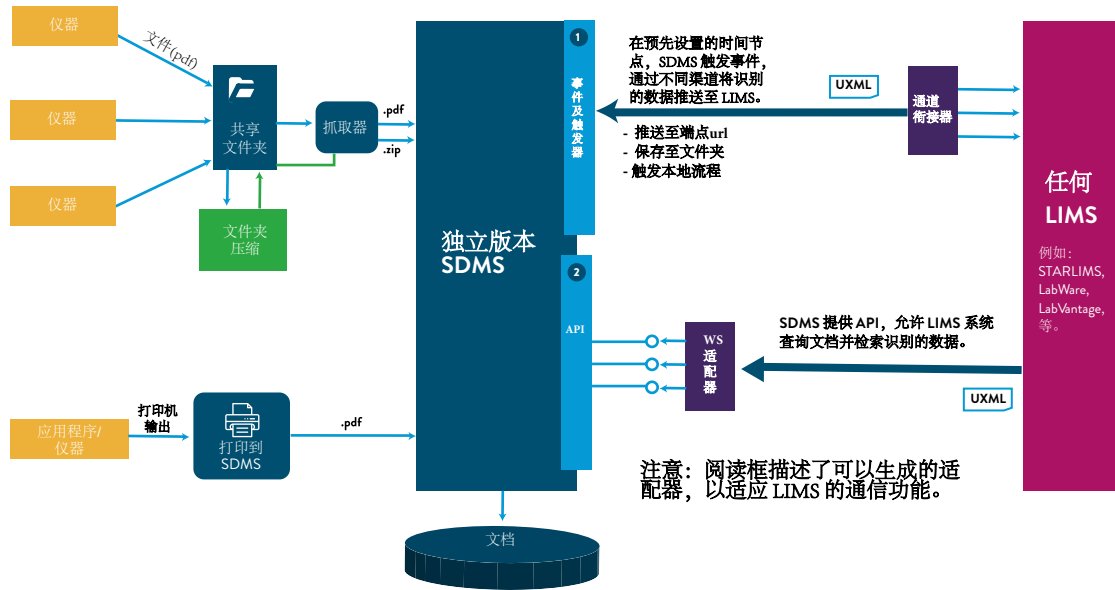 仪器
文件(pdf)
仪器
仪器
共享
文件夹
抓取器
.pdf
.zip
文件夹
压缩
应用程序/
仪器
打印机
输出
打印到
SDMS
.pdf
独立版本
SDMS
文档
1
事
件
及
触
发
器
2
API
在预先设置的时间节
点，SDMS 触发事件，
通过不同渠道将识别
的数据推送至 LIMS。
- 推送至端点url
- 保存至文件夹
- 触发本地流程
UXML
通道
衔接器
WS
适
配
器
SDMS 提供 API，允许 LIMS 系统
查询文档并检索识别的数据。
UXML
注意：阅读框描述了可以生成的适
配器，以适应 LIMS 的通信功能。
任何
LIMS
例如：
STARLIMS,
LabWare,
LabVantage,
等。